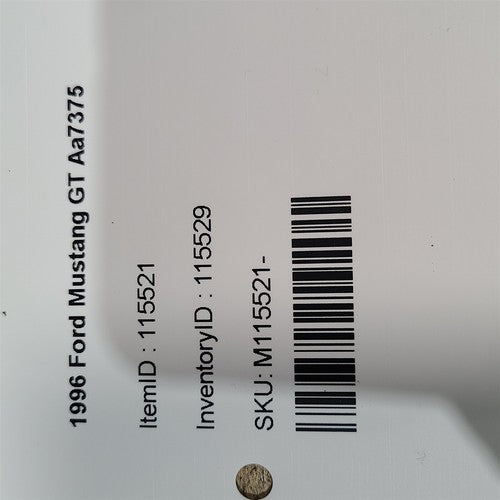 1996 Ford Mustang GT Aa7375
ItemID : 115521
InventoryID : 115529
SKU: M115521-